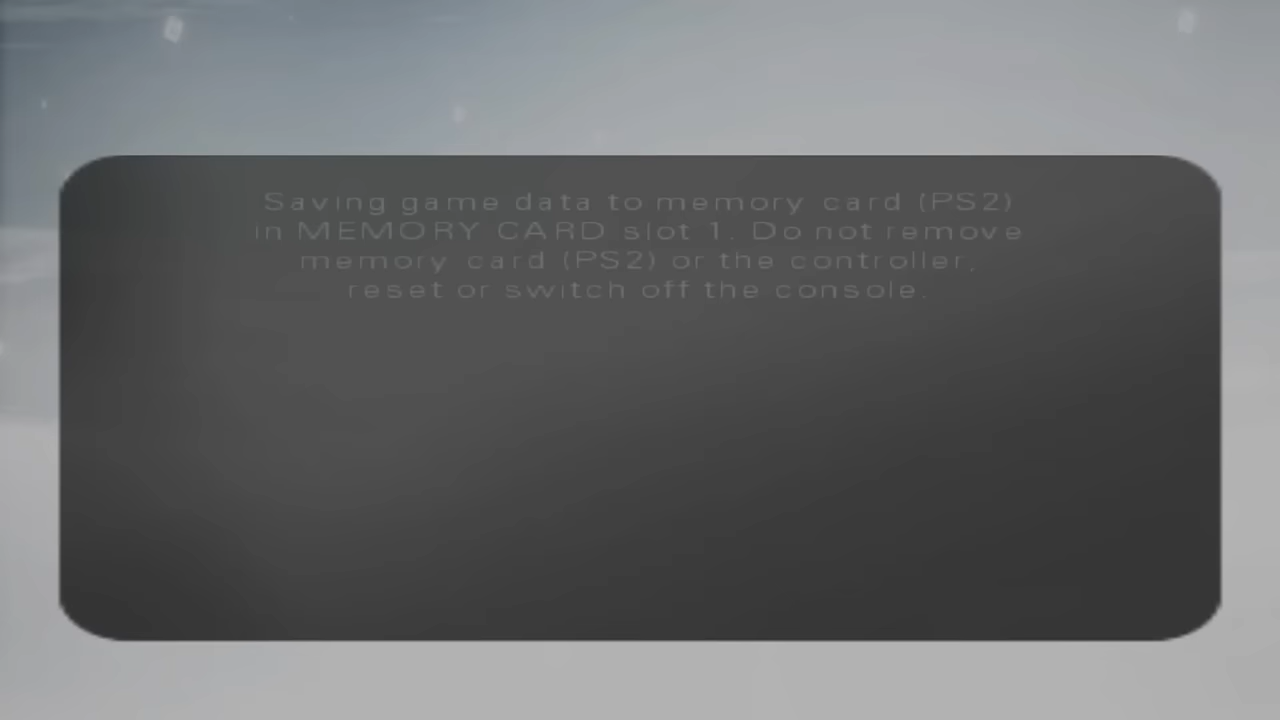 Saving game data to memory card (PS2)
in MEMORY CARD slot 1. Do not remove
memory card (PS2) or the controller,
reset or switch off the console.